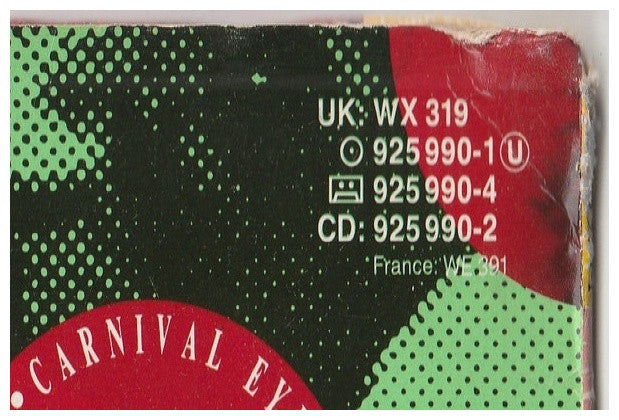 UK: WX 319
925 990-1 U
925 990-4
CD: 925 990-2
France: WE 391
CARNIVAL